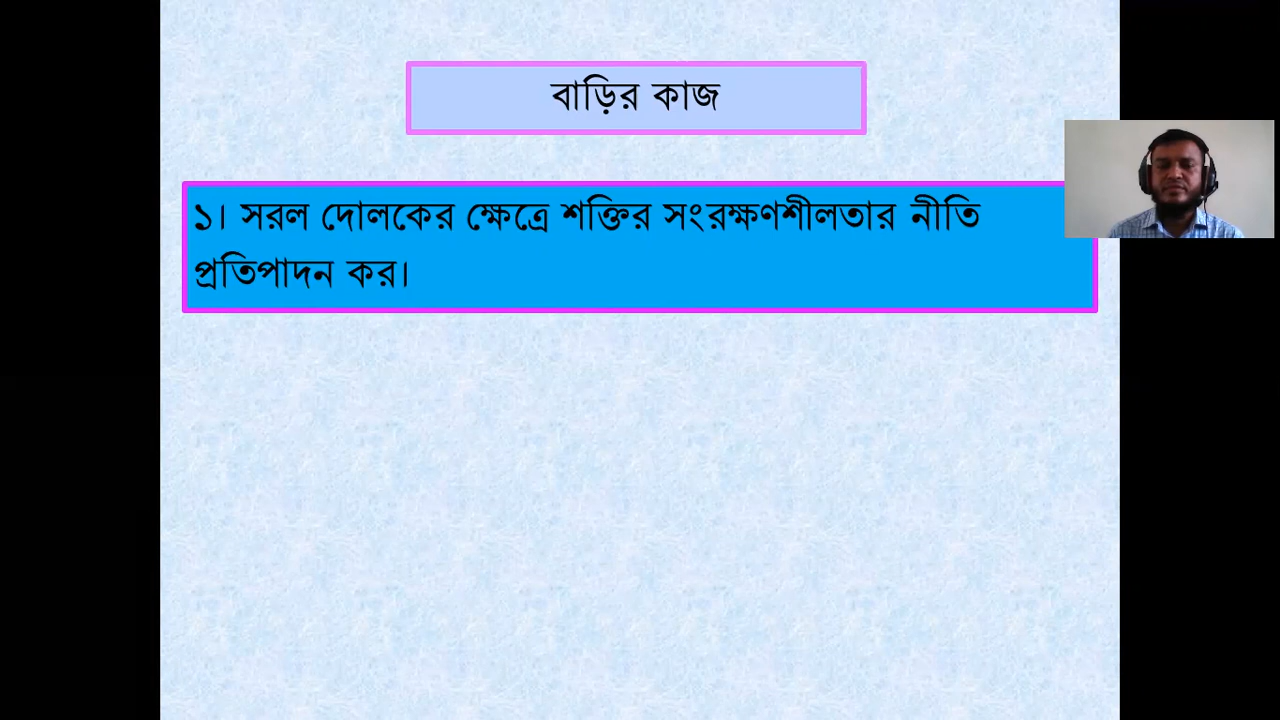 বাড়ির কাজ
১। সরল দোলকের ক্ষেত্রে শক্তির সংরক্ষণশীলতার নীতি
প্রতিপাদন কর।